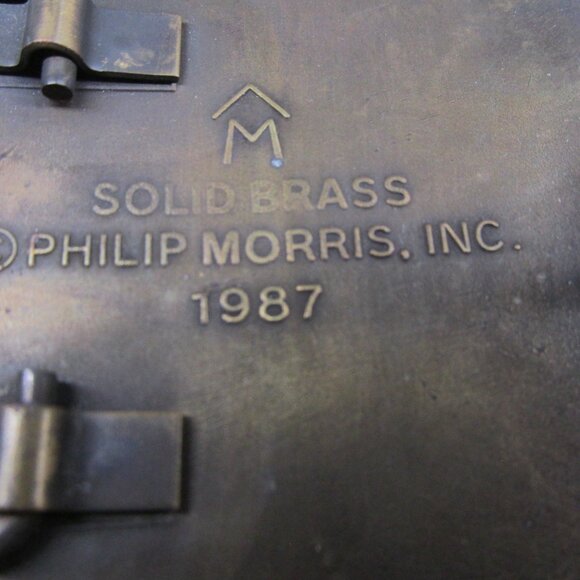 M
SOLID BRASS
© PHILIP MORRIS, INC.
1987